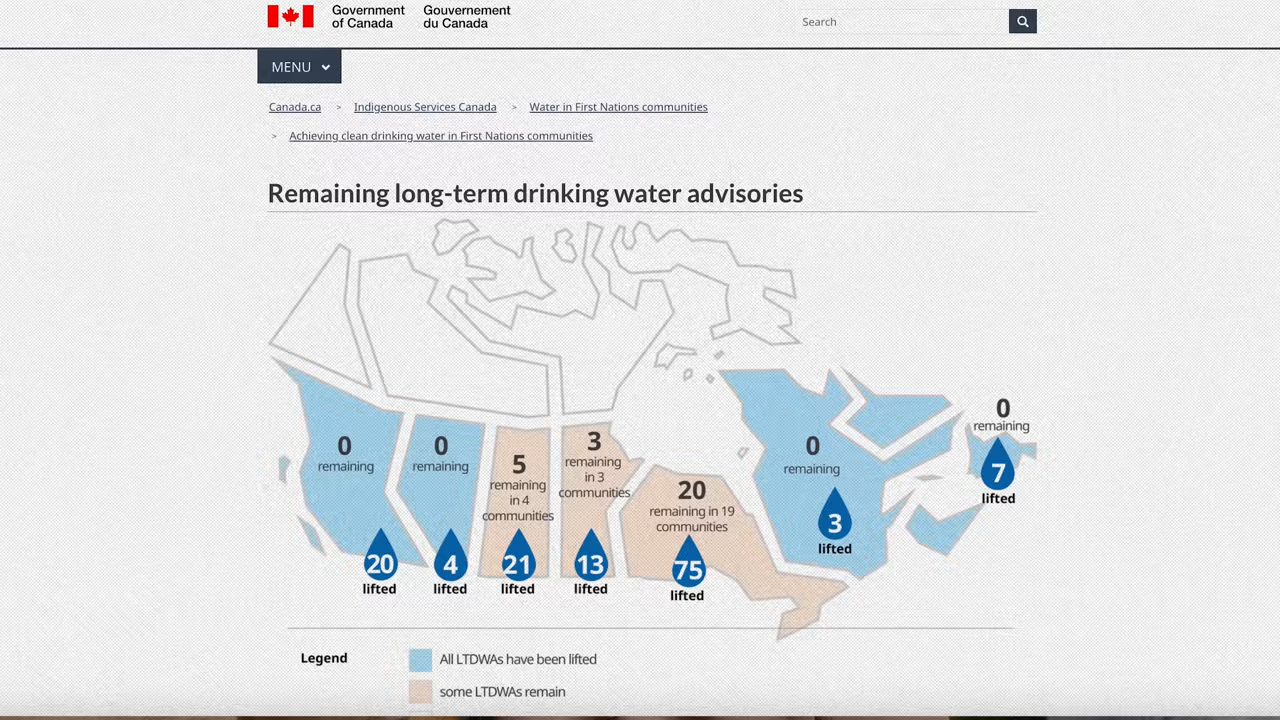 Government of Canada
Gouvernement du Canada
Search
MENU
Canada.ca > Indigenous Services Canada > Water in First Nations communities
> Achieving clean drinking water in First Nations communities
Remaining long-term drinking water advisories
0
remaining
20
lifted
0
remaining
4
lifted
5
remaining
in 4
communities
21
lifted
3
remaining
in 3
communities
13
lifted
20
remaining in 19
communities
75
lifted
0
remaining
3
lifted
0
remaining
7
lifted
Legend
All LTDWAs have been lifted
some LTDWAs remain